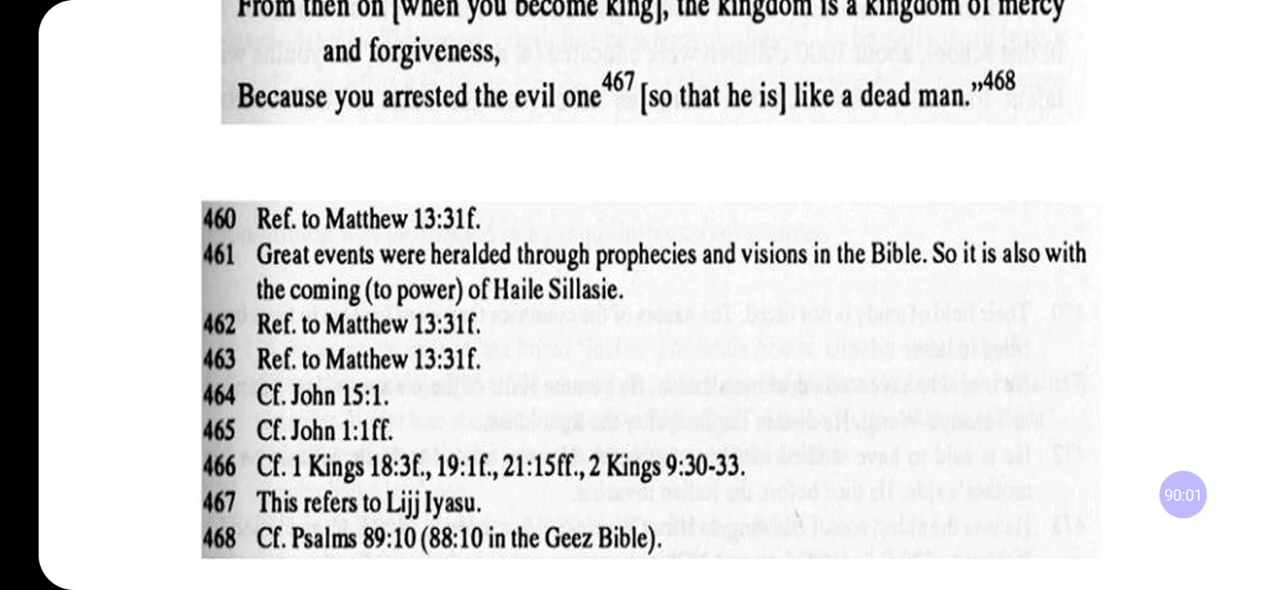 From then on [when you become king], the kingdom is a kingdom of mercy
and forgiveness,
Because you arrested the evil one467 [so that he is] like a dead man.”468
460 Ref. to Matthew 13:31f.
461 Great events were heralded through prophecies and visions in the Bible. So it is also with
the coming (to power) of Haile Sillasie.
462 Ref. to Matthew 13:31f.
463 Ref. to Matthew 13:31f.
464 Cf. John 15:1.
465 Cf. John 1:1ff.
466 Cf. 1 Kings 18:3f., 19:1f., 21:15ff., 2 Kings 9:30-33.
467 This refers to Lijj Iyasu.
468 Cf. Psalms 89:10 (88:10 in the Geez Bible).
90:01